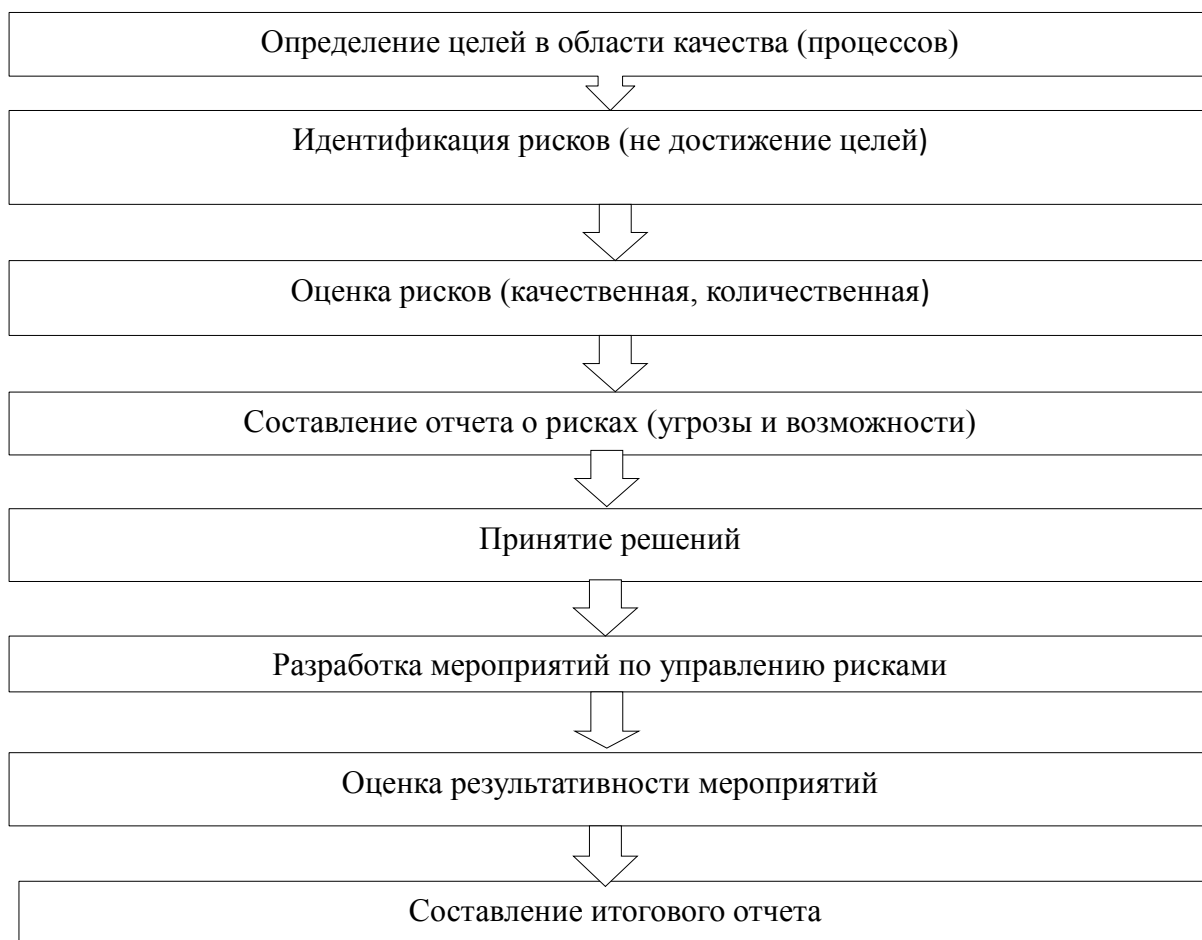 Определение целей в области качества (процессов)
Идентификация рисков (не достижение целей)
Оценка рисков (качественная, количественная)
Составление отчета о рисках (угрозы и возможности)
Принятие решений
Разработка мероприятий по управлению рисками
Оценка результативности мероприятий
Составление итогового отчета